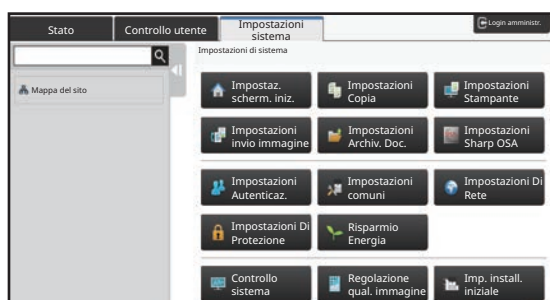 Stato
Controllo utente
Impostazioni
sistema
Login amministr.
Impostazioni di sistema
Mappa del sito
Impostaz.
scherm. iniz.
Impostazioni
Copia
Impostazioni
Stampante
Impostazioni
invio immagine
Impostazioni
Archiv. Doc.
Impostazioni
Sharp OSA
Impostazioni
Autenticaz.
Impostazioni
comuni
Impostazioni Di
Rete
Impostazioni Di
Protezione
Risparmio
Energia
Controllo
sistema
Regolazione
qual. immagine
Imp. install.
iniziale